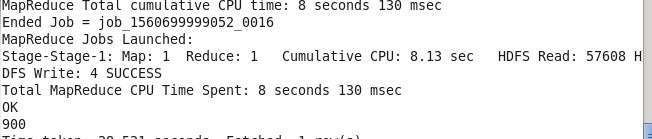 MapReduce Total cumulative CPU time: 8 seconds 130 msec
Ended Job = job_1560699999052_0016
MapReduce Jobs Launched:
Stage-Stage-1: Map: 1  Reduce: 1   Cumulative CPU: 8.13 sec   HDFS Read: 57608 H
DFS Write: 4 SUCCESS
Total MapReduce CPU Time Spent: 8 seconds 130 msec
OK
900
Time taken: 38.531 seconds, Fetched: 1 row(s)